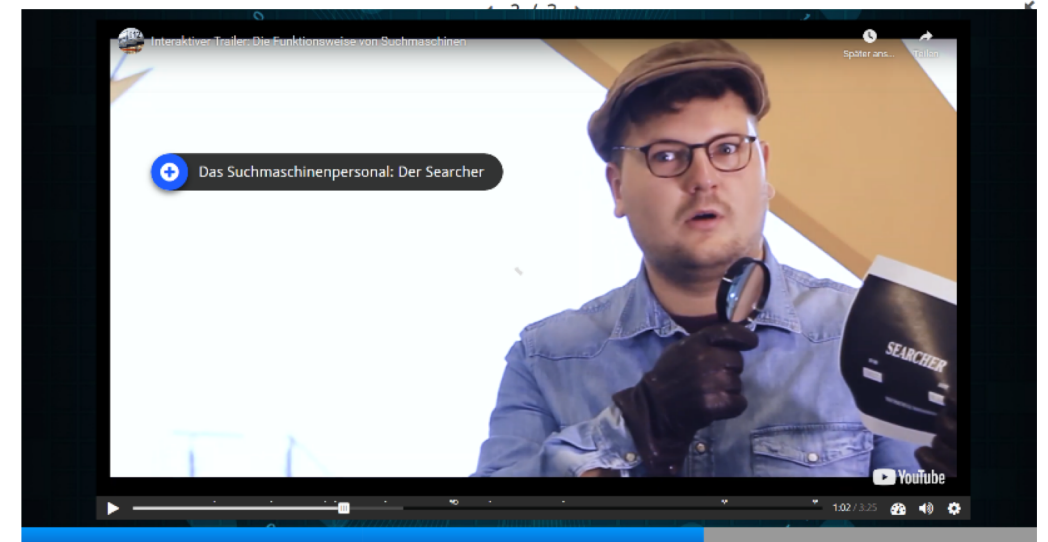 Interaktiver Trailer: Die Funktionsweise von Suchmaschinen
Später ans...
Teilen
Das Suchmaschinenpersonal: Der Searcher
SEARCHER
YouTube
1:02 / 3:25